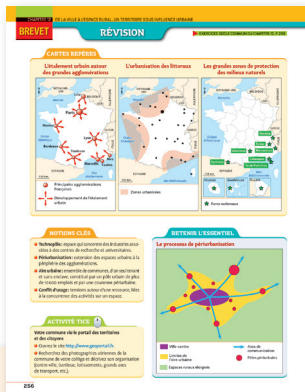 CHAPITRE 12 DE LA VILLE À L'ESPACE RURAL, UN TERRITOIRE SOUS INFLUENCE URBAINE
BREVET
RÉVISION
CARTES REPÈRES
L'étalement urbain autour
des grandes agglomérations
Principales agglomérations
françaises
Développement de l'étalement
urbain
L'urbanisation des littoraux
Zones urbanisées
Les grandes zones de protection
des milieux naturels
Parcs nationaux
NOTIONS CLÉS
Technopôle: espace qui concentre des industries asso-
ciées à des centres de recherche et universitaires.
Périurbanisation: extension des espaces urbains à la
périphérie des agglomérations.
Aire urbaine: ensemble de communes, d'un seul tenant
et sans enclave, constitué par un pôle urbain de plus
de 10 000 emplois et par une couronne périurbaine.
Conflit d'usage: tensions autour d'une ressource, liées
à la concurrence des activités sur un espace.
ACTIVITÉ TICE
Votre commune via le portail des territoires
et des citoyens
Ouvrez le site http://www.geoportail.fr.
Recherchez des photographies aériennes de la
commune de votre collège et décrivez son organisation
(centre ville, banlieue, lotissements, grands axes
de transport, etc.).
RETENIR L'ESSENTIEL
Le processus de périurbanisation
Ville-centre
Limites de
l'aire urbaine
Espaces ruraux éloignés
Axes de
communication
Pôles périurbains
256